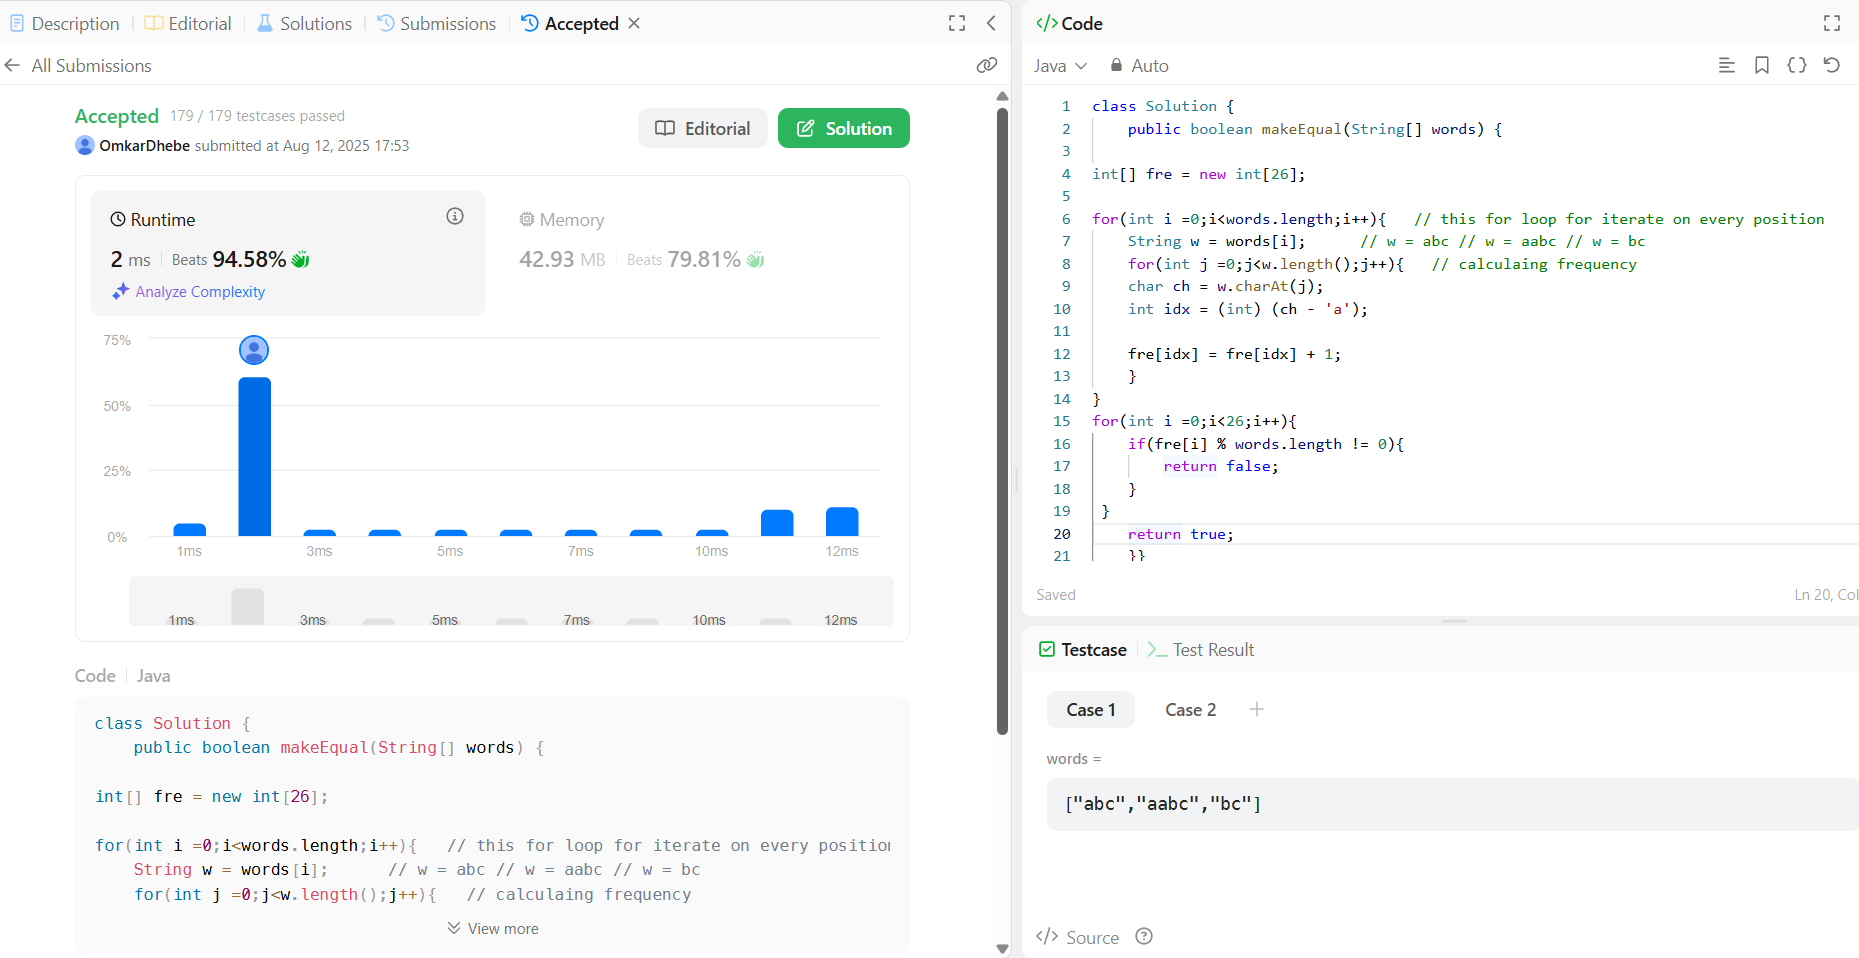 Description
Editorial
Solutions
Submissions
Accepted
All Submissions
Accepted 179 / 179 testcases passed
OmkarDhebe submitted at Aug 12, 2025 17:53
Editorial
Solution
Runtime
2 ms Beats 94.58%
Analyze Complexity
Memory
42.93 MB Beats 79.81%
75%
50%
25%
0%
1ms 3ms 5ms 7ms 10ms 12ms
1ms 3ms 5ms 7ms 10ms 12ms
Code Java
class Solution {
    public boolean makeEqual(String[] words) {
int[] fre = new int[26];
for(int i =0;i<words.length;i++){   // this for loop for iterate on every position
    String w = words[i];      // w = abc // w = aabc // w = bc
    for(int j =0;j<w.length();j++){   // calculaing frequency
View more
</> Code
Java Auto
1 class Solution {
2     public boolean makeEqual(String[] words) {
3
4 int[] fre = new int[26];
5
6 for(int i =0;i<words.length;i++){   // this for loop for iterate on every position
7     String w = words[i];      // w = abc // w = aabc // w = bc
8     for(int j =0;j<w.length();j++){   // calculaing frequency
9     char ch = w.charAt(j);
10     int idx = (int) (ch - 'a');
11
12     fre[idx] = fre[idx] + 1;
13     }
14 }
15 for(int i =0;i<26;i++){
16     if(fre[i] % words.length != 0){
17         return false;
18     }
19  }
20     return true;
21     }}
Saved
Ln 20, Col
Testcase
Test Result
Case 1 Case 2 +
words =
["abc","aabc","bc"]
</> Source